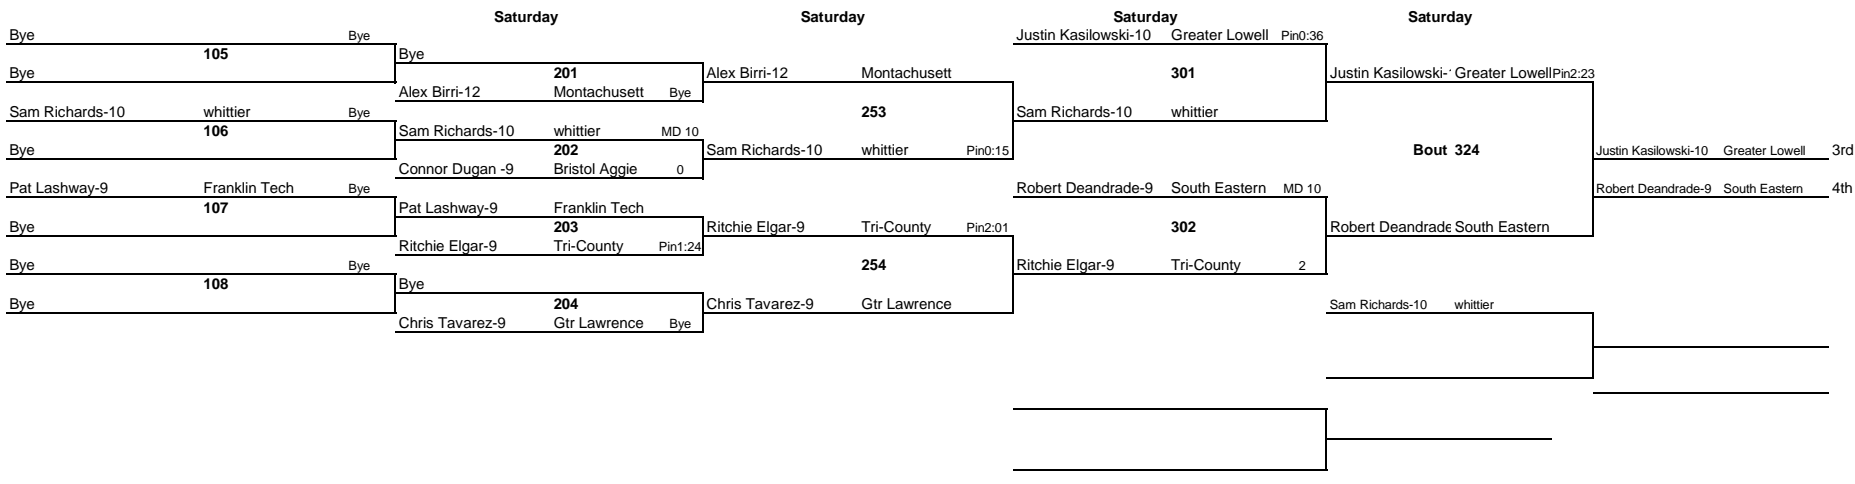 Saturday Saturday Saturday Saturday
Bye Bye Justin Kasilowski-10 Greater Lowell Pin0:36
105 Bye
Bye 201 Alex Birri-12 Montachusett 301 Justin Kasilowski- Greater Lowell Pin2:23
Alex Birri-12 Montachusett Bye
Sam Richards-10 whittier Bye 253 Sam Richards-10 whittier
106 Sam Richards-10 whittier MD 10
Bye 202 Sam Richards-10 whittier Pin0:15 Bout 324 Justin Kasilowski-10 Greater Lowell 3rd
Connor Dugan -9 Bristol Aggie 0
Pat Lashway-9 Franklin Tech Bye Robert Deandrade-9 South Eastern MD 10 Robert Deandrade-9 South Eastern 4th
107 Pat Lashway-9 Franklin Tech
Bye 203 Ritchie Elgar-9 Tri-County Pin2:01 302 Robert Deandrade South Eastern
Ritchie Elgar-9 Tri-County Pin1:24
Bye Bye 254 Ritchie Elgar-9 Tri-County 2
108 Bye
Bye 204 Chris Tavarez-9 Gtr Lawrence Sam Richards-10 whittier
Chris Tavarez-9 Gtr Lawrence Bye